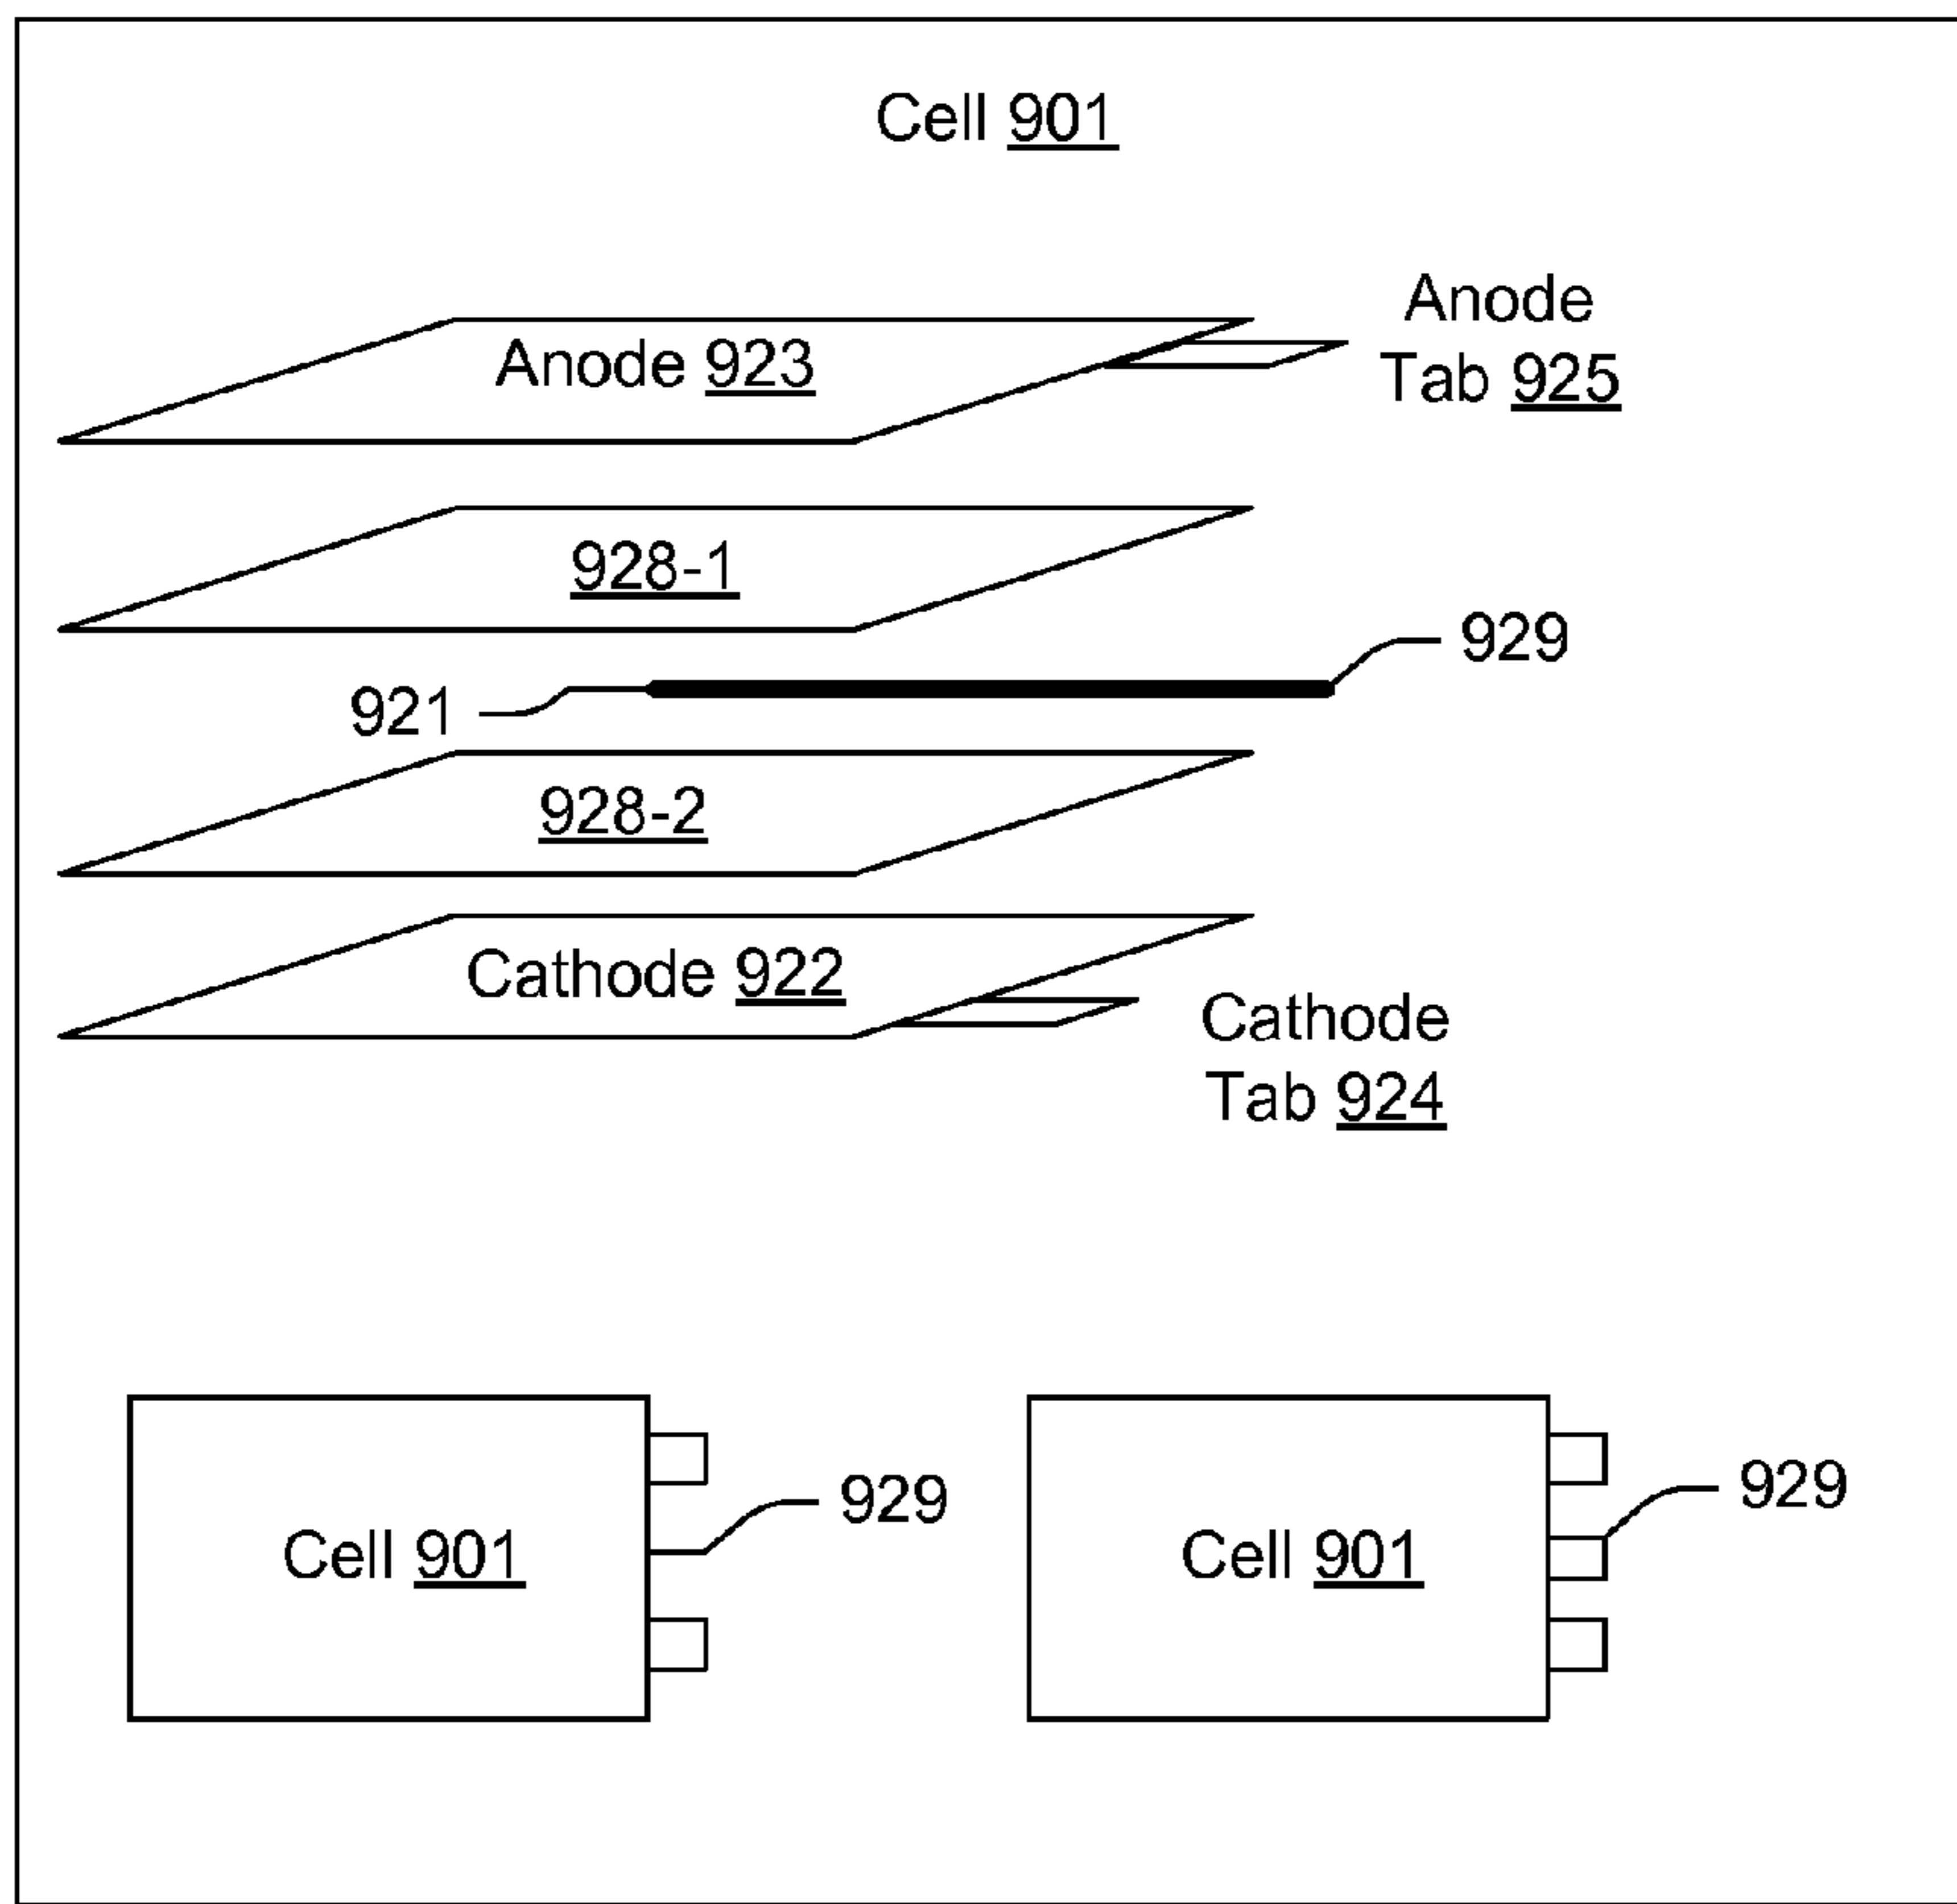 Cell 901
Anode
Tab 925
Anode 923
928-1
929
921
928-2
Cathode 922
Cathode
Tab 924
929
929
Cell 901
Cell 901